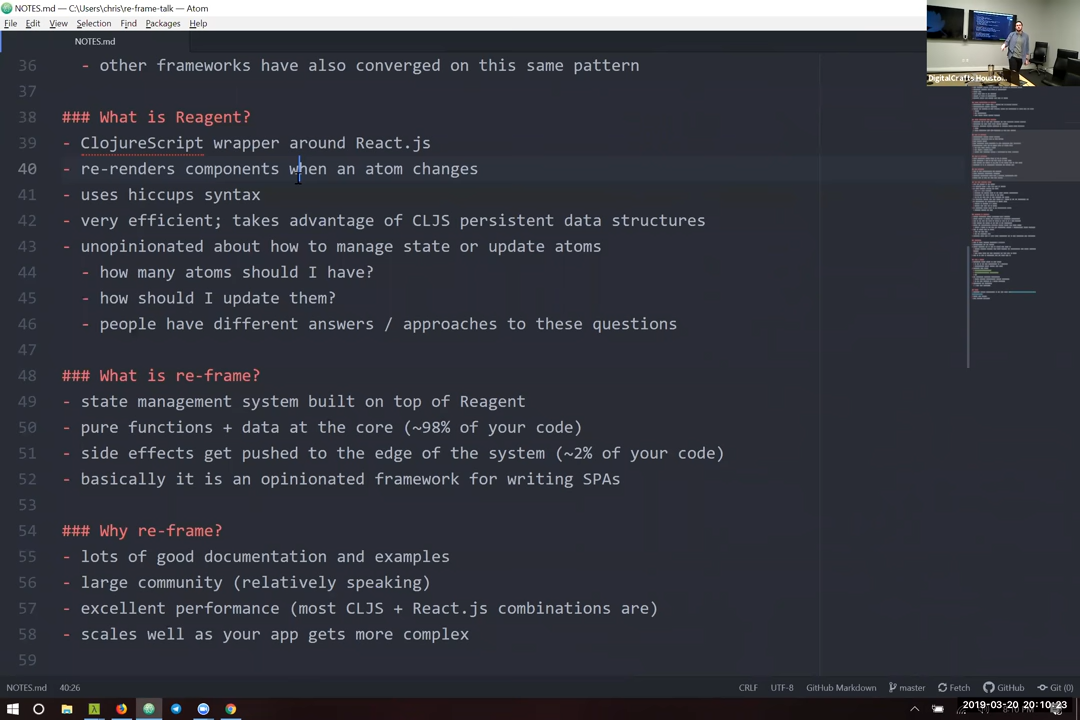 NOTES.md — C:\Users\chris\re-frame-talk — Atom
File Edit View Selection Find Packages Help
NOTES.md
DigitalCrafts Housto...
36 - other frameworks have also converged on this same pattern
37
38 ### What is Reagent?
39 - ClojureScript wrapper around React.js
40 - re-renders components when an atom changes
41 - uses hiccups syntax
42 - very efficient; takes advantage of CLJS persistent data structures
43 - unopinionated about how to manage state or update atoms
44 - how many atoms should I have?
45 - how should I update them?
46 - people have different answers / approaches to these questions
47
48 ### What is re-frame?
49 - state management system built on top of Reagent
50 - pure functions + data at the core (~98% of your code)
51 - side effects get pushed to the edge of the system (~2% of your code)
52 - basically it is an opinionated framework for writing SPAs
53
54 ### Why re-frame?
55 - lots of good documentation and examples
56 - large community (relatively speaking)
57 - excellent performance (most CLJS + React.js combinations are)
58 - scales well as your app gets more complex
59
NOTES.md 40:26 CRLF UTF-8 GitHub Markdown master Fetch GitHub Git (0)
2019-03-20 20:10:23